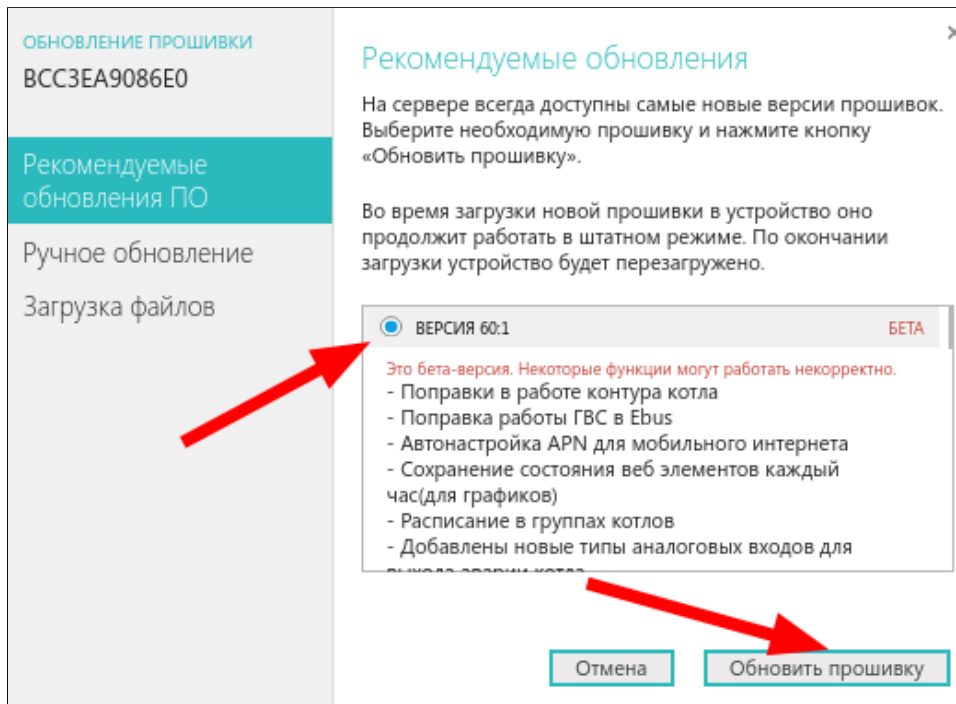 ОБНОВЛЕНИЕ ПРОШИВКИ
BCC3EA9086E0
Рекомендуемые
обновления ПО
Ручное обновление
Загрузка файлов
Рекомендуемые обновления
На сервере всегда доступны самые новые версии прошивок.
Выберите необходимую прошивку и нажмите кнопку
«Обновить прошивку».
Во время загрузки новой прошивки в устройство оно
продолжит работать в штатном режиме. По окончании
загрузки устройство будет перезагружено.
ВЕРСИЯ 60:1 БЕТА
Это бета-версия. Некоторые функции могут работать некорректно.
- Поправки в работе контура котла
- Поправка работы ГВС в Ebus
- Автонастройка APN для мобильного интернета
- Сохранение состояния веб элементов каждый
час(для графиков)
- Расписание в группах котлов
- Добавлены новые типы аналоговых входов для
выхода аварии котла
Отмена Обновить прошивку